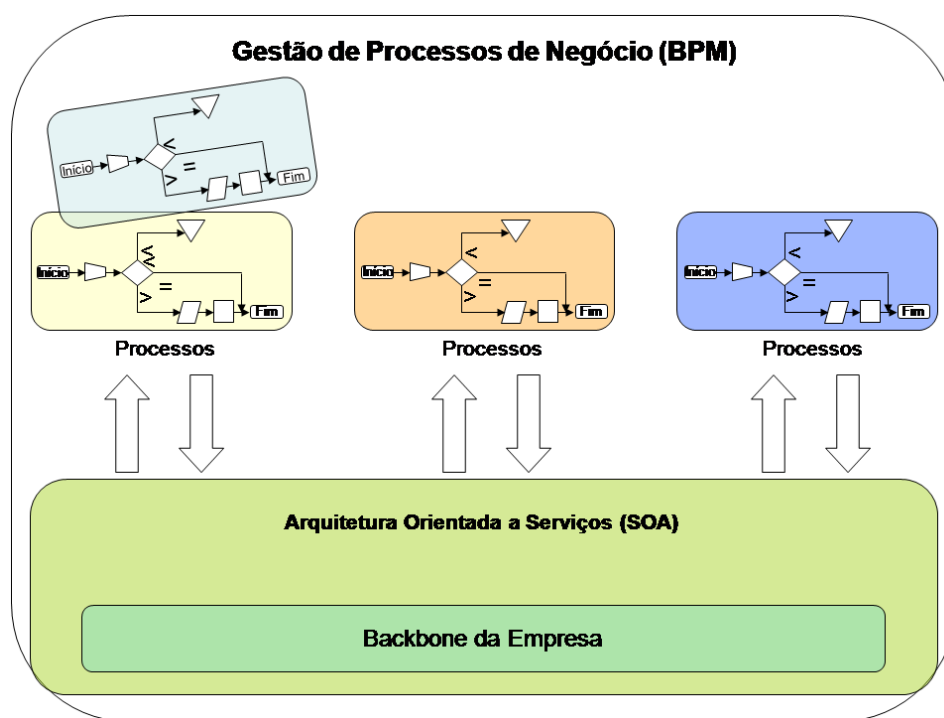 Gestão de Processos de Negócio (BPM)
<
Início
=
>
Fim
<
<
Início
=
>
Fim
<
Início
=
>
Fim
<
Início
=
>
Fim
Processos
Processos
Processos
Arquitetura Orientada a Serviços (SOA)
Backbone da Empresa